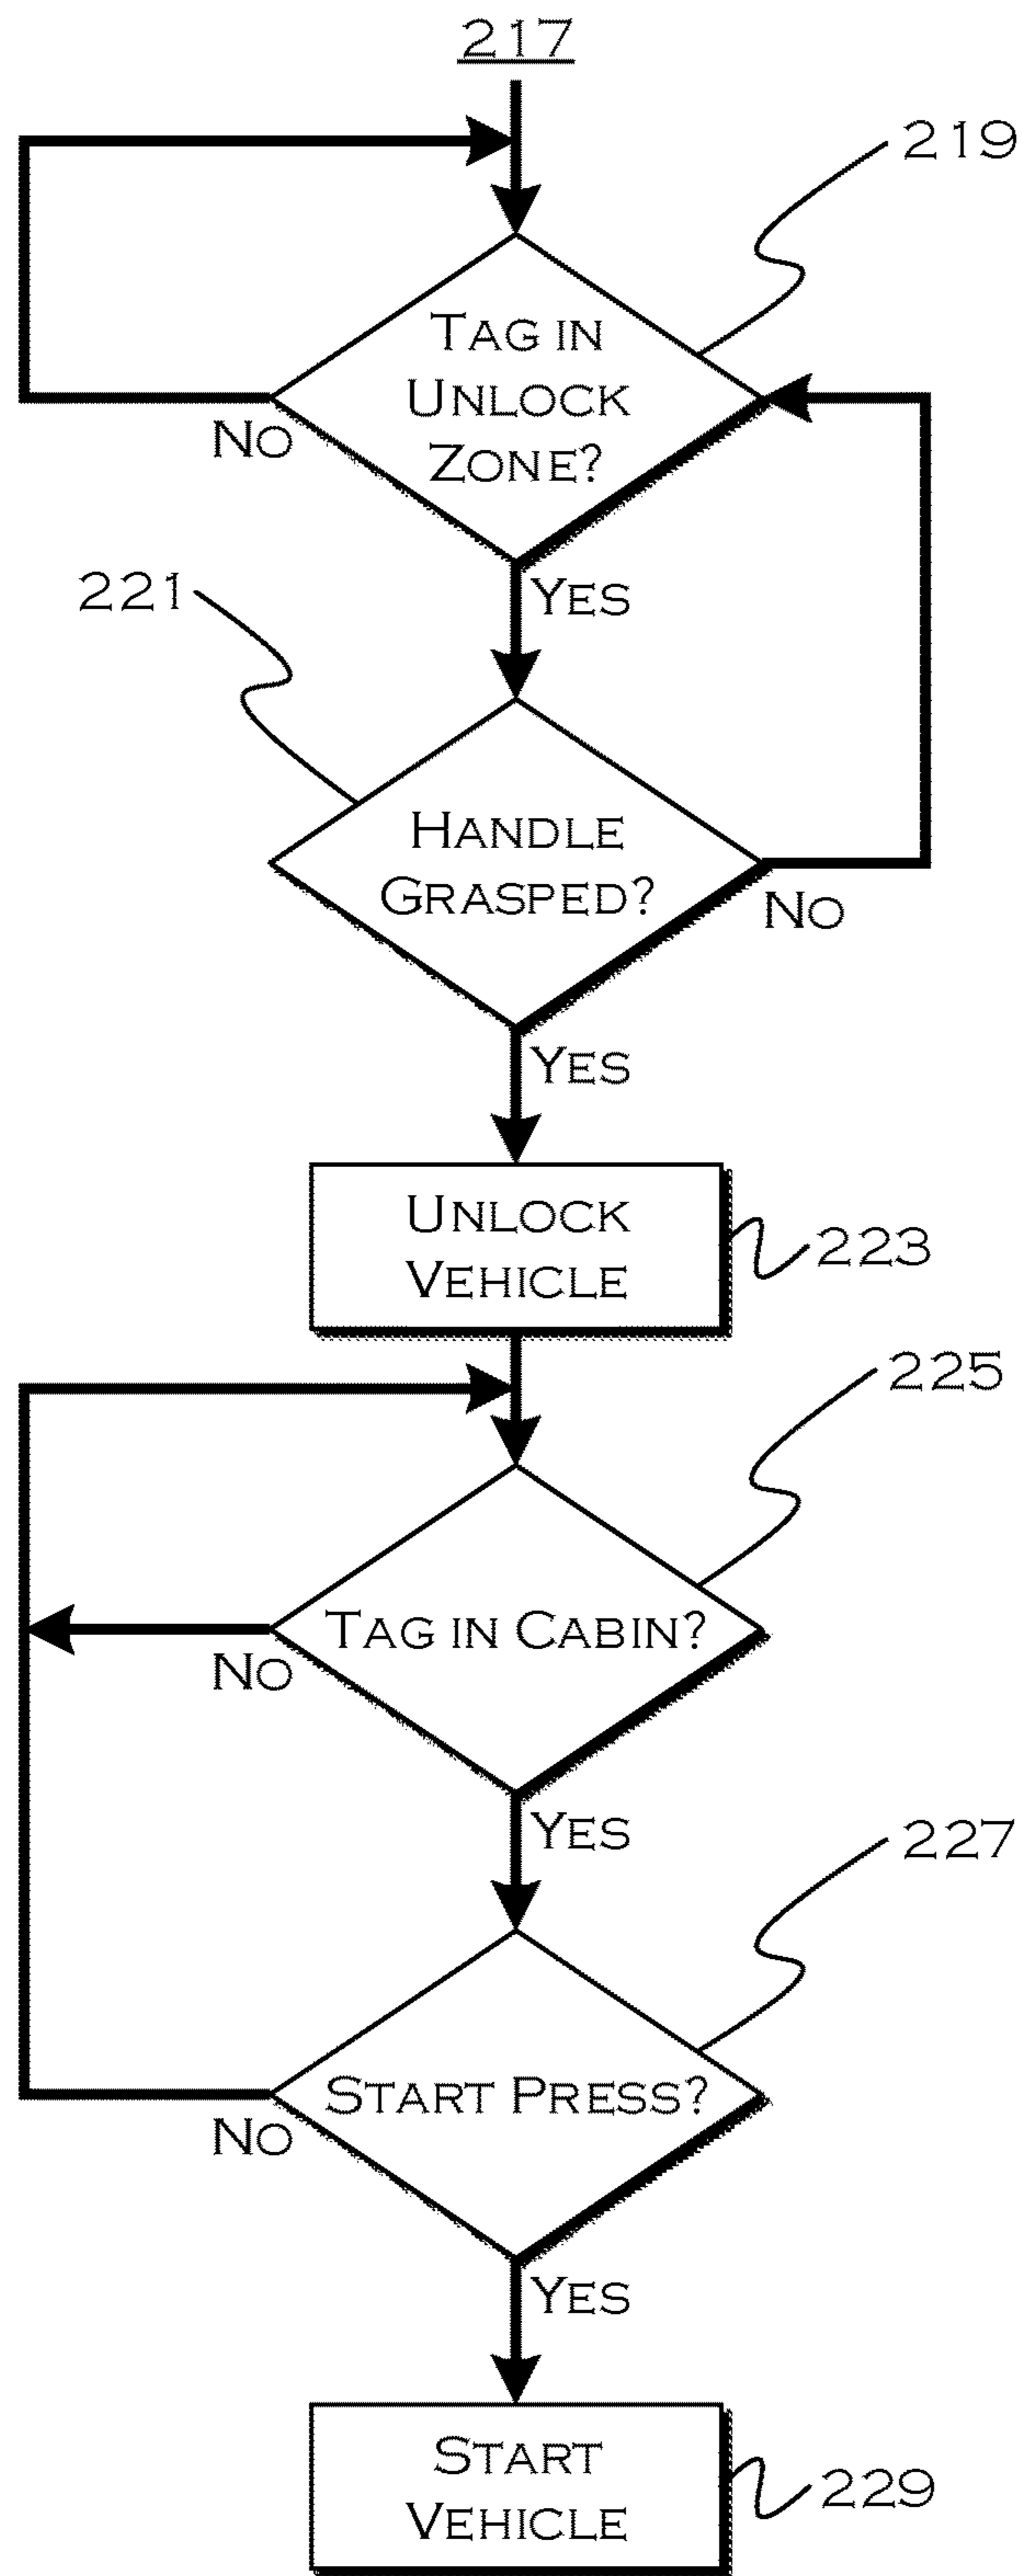 217
219
TAG IN
UNLOCK
ZONE?
NO
YES
221
HANDLE
GRASPED?
NO
YES
UNLOCK
VEHICLE
223
225
TAG IN CABIN?
NO
YES
227
START PRESS?
NO
YES
START
VEHICLE
229